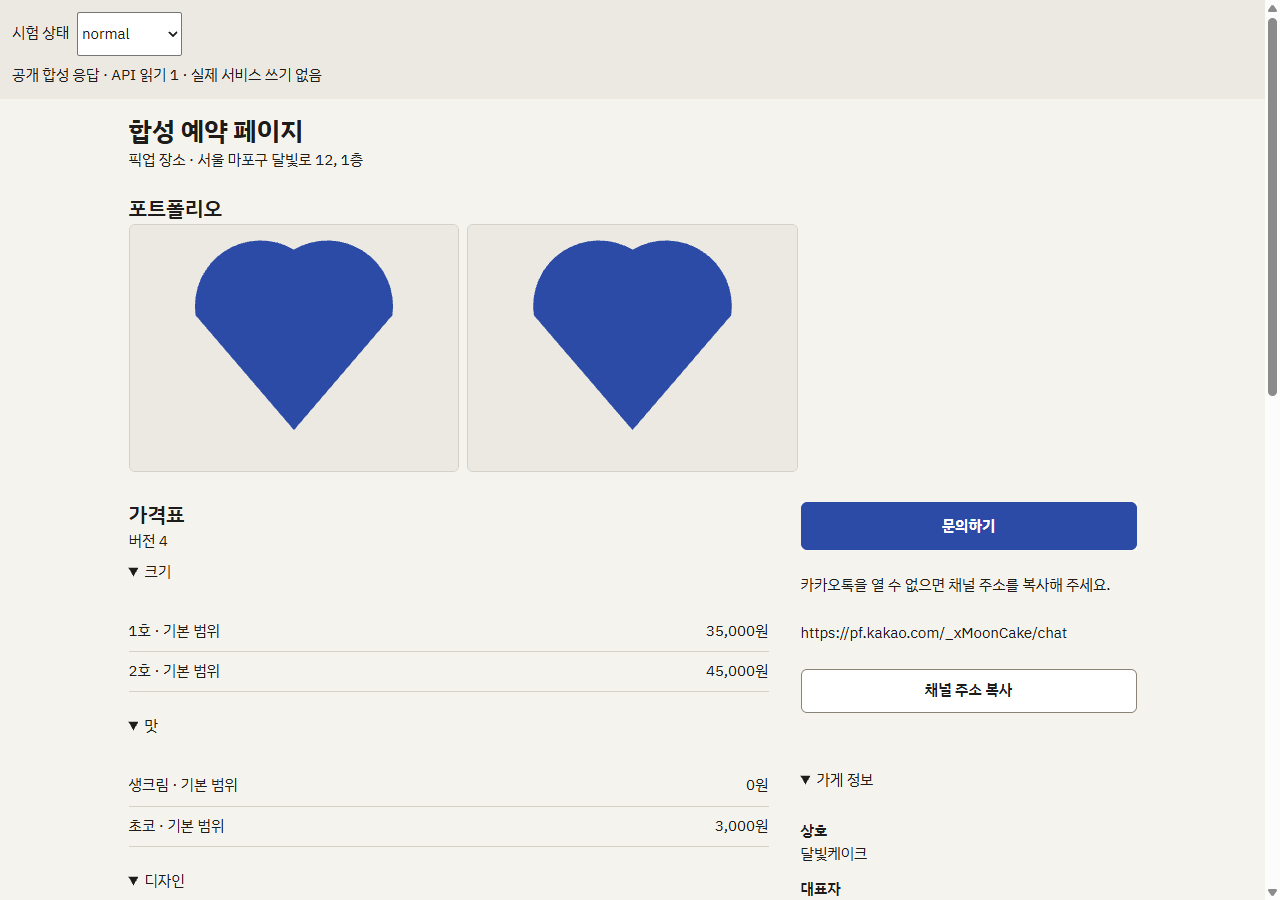 시험 상태 normal
공개 합성 응답 · API 읽기 1 · 실제 서비스 쓰기 없음
합성 예약 페이지
픽업 장소 · 서울 마포구 달빛로 12, 1층
포트폴리오
가격표
버전 4
▼ 크기
1호 · 기본 범위 35,000원
2호 · 기본 범위 45,000원
▼ 맛
생크림 · 기본 범위 0원
초코 · 기본 범위 3,000원
▼ 디자인
문의하기
카카오톡을 열 수 없으면 채널 주소를 복사해 주세요.
https://pf.kakao.com/_xMoonCake/chat
채널 주소 복사
▼ 가게 정보
상호
달빛케이크
대표자